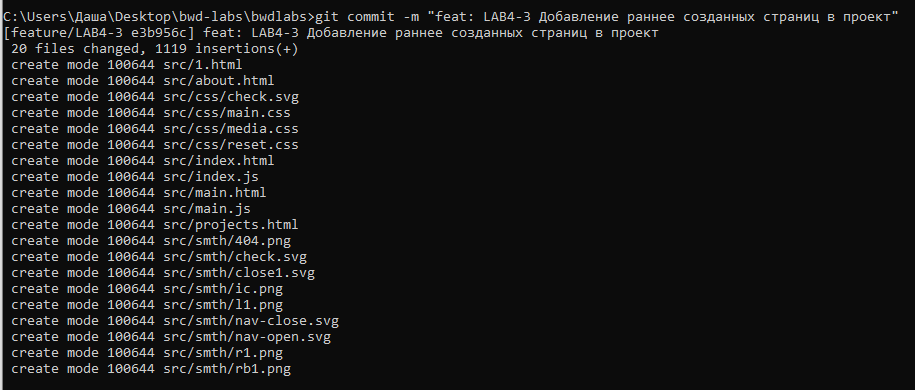 C:\Users\Даша\Desktop\bwd-labs\bwdlabs>git commit -m "feat: LAB4-3 Добавление раннее созданных страниц в проект"
[feature/LAB4-3 e3b956c] feat: LAB4-3 Добавление раннее созданных страниц в проект
 20 files changed, 1119 insertions(+)
 create mode 100644 src/1.html
 create mode 100644 src/about.html
 create mode 100644 src/css/check.svg
 create mode 100644 src/css/main.css
 create mode 100644 src/css/media.css
 create mode 100644 src/css/reset.css
 create mode 100644 src/index.html
 create mode 100644 src/index.js
 create mode 100644 src/main.html
 create mode 100644 src/main.js
 create mode 100644 src/projects.html
 create mode 100644 src/smth/404.png
 create mode 100644 src/smth/check.svg
 create mode 100644 src/smth/close1.svg
 create mode 100644 src/smth/ic.png
 create mode 100644 src/smth/l1.png
 create mode 100644 src/smth/nav-close.svg
 create mode 100644 src/smth/nav-open.svg
 create mode 100644 src/smth/r1.png
 create mode 100644 src/smth/rb1.png